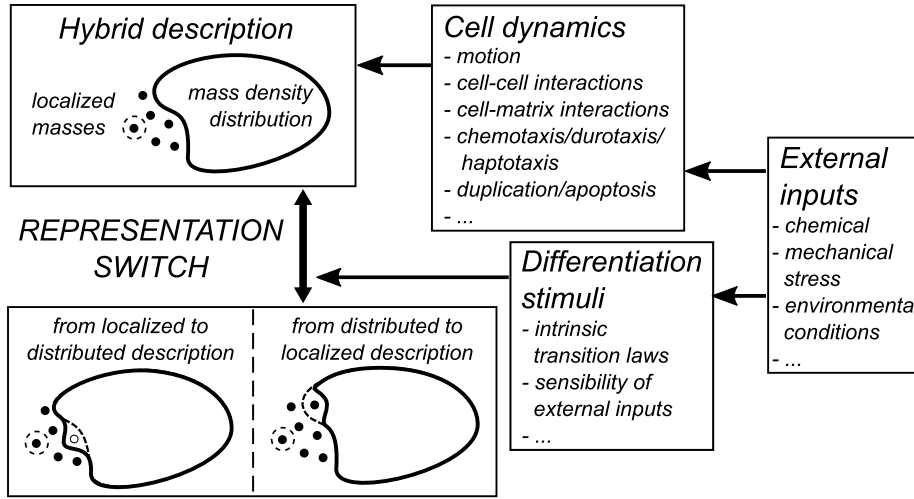 Hybrid description
localized
masses
mass density
distribution
Cell dynamics
- motion
- cell-cell interactions
- cell-matrix interactions
- chemotaxis/durotaxis/
haptotaxis
- duplication/apoptosis
- ...
External
inputs
- chemical
- mechanical
stress
- environmenta
conditions
- ...
REPRESENTATION
SWITCH
Differentiation
stimuli
- intrinsic
transition laws
- sensibility of
external inputs
- ...
from localized to
distributed description
from distributed to
localized description